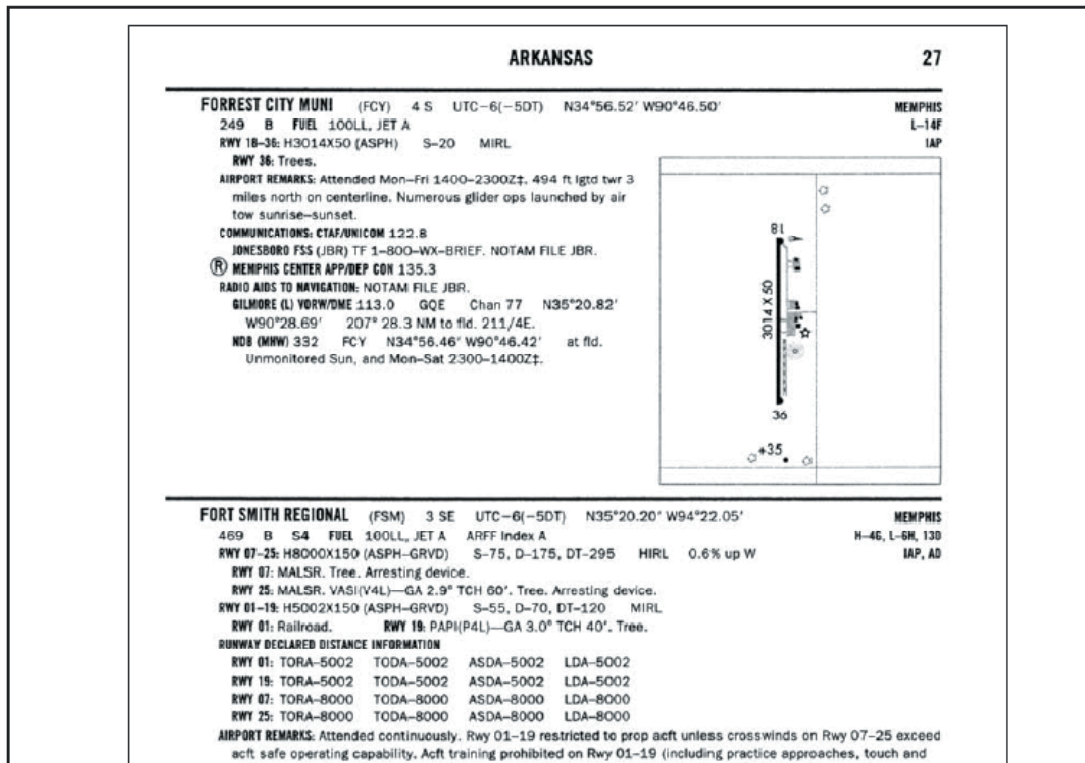 ARKANSAS 27
FORREST CITY MUNI (FCY) 4 S UTC–6(–5DT) N34°56.52′ W90°46.50′ MEMPHIS
249 B FUEL 100LL, JET A L–14F
RWY 18–36: H3014X50 (ASPH) S–20 MIRL IAP
RWY 36: Trees.
AIRPORT REMARKS: Attended Mon–Fri 1400–2300Z‡. 494 ft lgtd twr 3
miles north on centerline. Numerous glider ops launched by air
tow sunrise–sunset.
COMMUNICATIONS: CTAF/UNICOM 122.8
JONESBORO FSS (JBR) TF 1–800–WX–BRIEF. NOTAM FILE JBR.
Ⓡ MEMPHIS CENTER APP/DEP CON 135.3
RADIO AIDS TO NAVIGATION: NOTAM FILE JBR.
GILMORE (L) VORW/DME 113.0 GQE Chan 77 N35°20.82′
W90°28.69′ 207° 28.3 NM to fld. 211/4E.
NDB (MHW) 332 FCY N34°56.46′ W90°46.42′ at fld.
Unmonitored Sun, and Mon–Sat 2300–1400Z‡.
18
3014 X 50
36
+35
FORT SMITH REGIONAL (FSM) 3 SE UTC–6(–5DT) N35°20.20′ W94°22.05′ MEMPHIS
469 B S4 FUEL 100LL, JET A ARFF Index A H–4G, L–6H, 13D
RWY 07–25: H8000X150 (ASPH–GRVD) S–75, D–175, DT–295 HIRL 0.6% up W IAP, AD
RWY 07: MALSR. Tree. Arresting device.
RWY 25: MALSR. VASI(V4L)—GA 2.9° TCH 60′. Tree. Arresting device.
RWY 01–19: H5002X150 (ASPH–GRVD) S–55, D–70, DT–120 MIRL
RWY 01: Railroad. RWY 19: PAPI(P4L)—GA 3.0° TCH 40′. Tree.
RUNWAY DECLARED DISTANCE INFORMATION
RWY 01: TORA–5002 TODA–5002 ASDA–5002 LDA–5002
RWY 19: TORA–5002 TODA–5002 ASDA–5002 LDA–5002
RWY 07: TORA–8000 TODA–8000 ASDA–8000 LDA–8000
RWY 25: TORA–8000 TODA–8000 ASDA–8000 LDA–8000
AIRPORT REMARKS: Attended continuously. Rwy 01–19 restricted to prop acft unless crosswinds on Rwy 07–25 exceed
acft safe operating capability. Acft training prohibited on Rwy 01–19 (including practice approaches, touch and